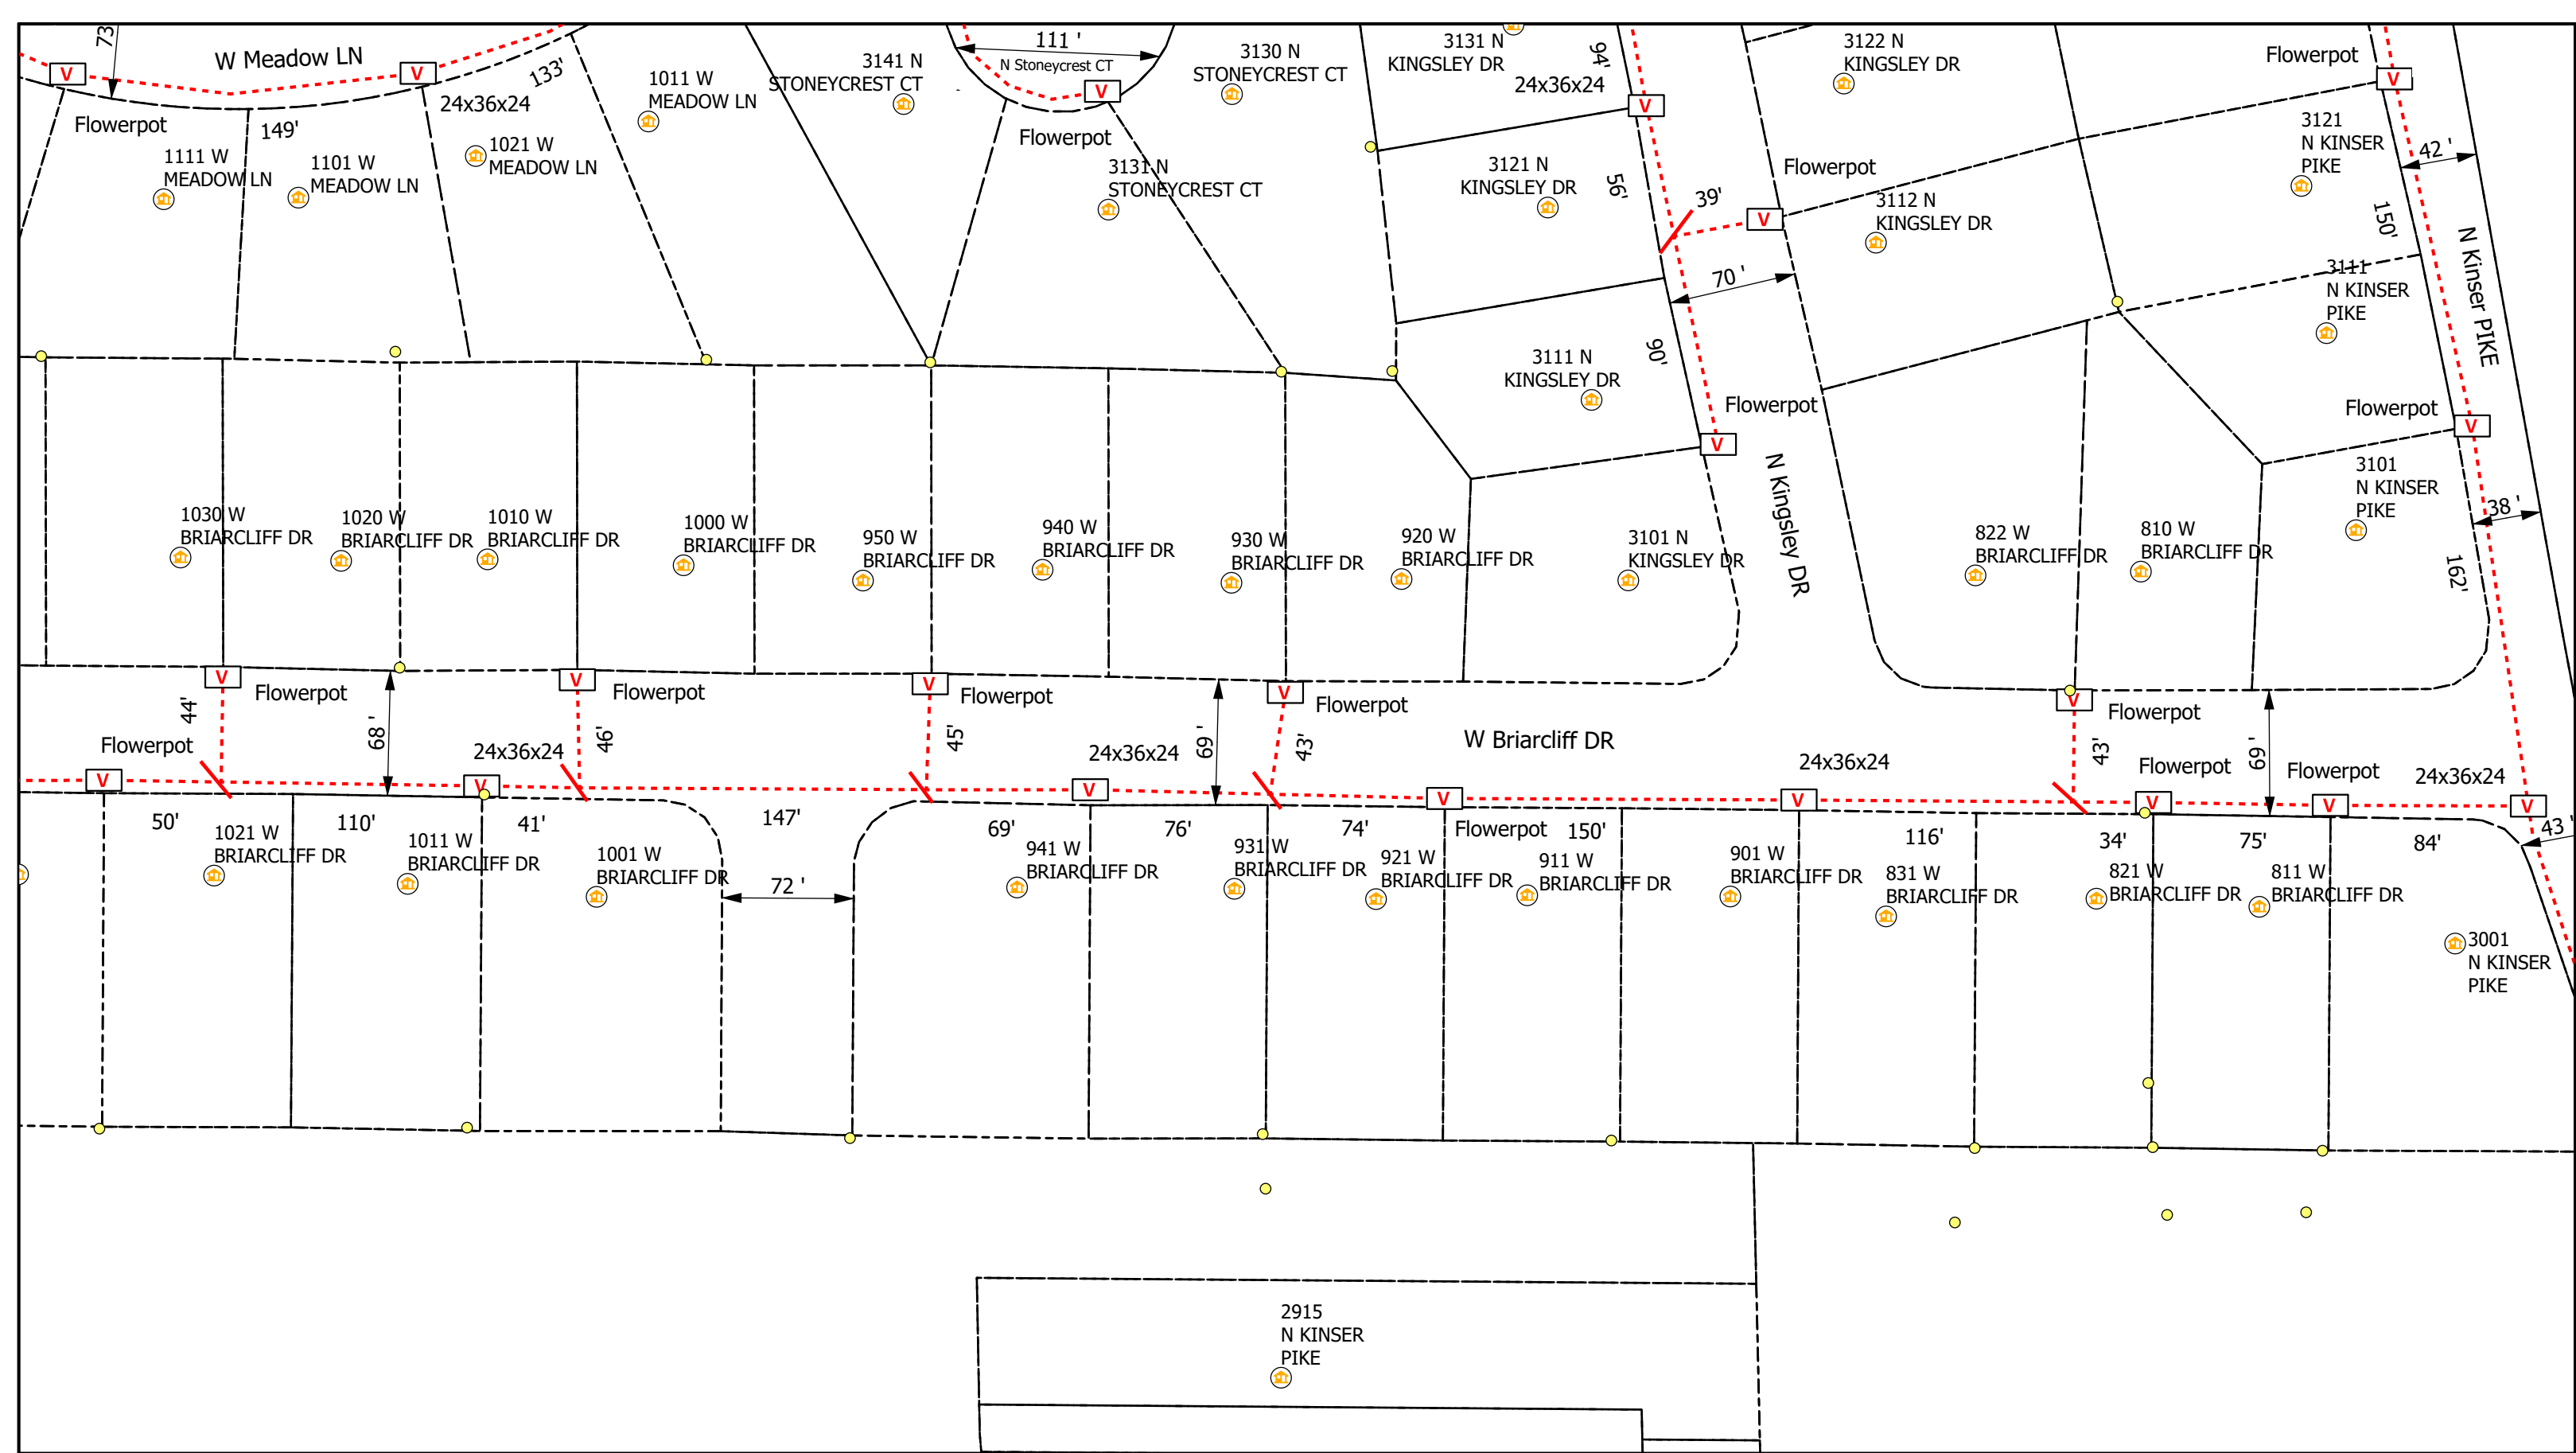 73
W Meadow LN
133'
24x36x24
Flowerpot
149'
1111 W
MEADOW LN
1101 W
MEADOW LN
1021 W
MEADOW LN
1011 W
MEADOW LN
3141 N
STONEYCREST CT
111 '
N Stoneycrest CT
Flowerpot
3130 N
STONEYCREST CT
3131 N
STONEYCREST CT
3131 N
KINGSLEY DR
94'
24x36x24
3121 N
KINGSLEY DR
56'
39'
3122 N
KINGSLEY DR
Flowerpot
3112 N
KINGSLEY DR
70 '
3111 N
KINGSLEY DR
90'
Flowerpot
N Kingsley DR
Flowerpot
3121
N KINSER
PIKE
42 '
150'
N Kinser PIKE
3111
N KINSER
PIKE
Flowerpot
3101
N KINSER
PIKE
38 '
162'
1030 W
BRIARCLIFF DR
1020 W
BRIARCLIFF DR
1010 W
BRIARCLIFF DR
1000 W
BRIARCLIFF DR
950 W
BRIARCLIFF DR
940 W
BRIARCLIFF DR
930 W
BRIARCLIFF DR
920 W
BRIARCLIFF DR
3101 N
KINGSLEY DR
822 W
BRIARCLIFF DR
810 W
BRIARCLIFF DR
V
V
V
V
V
V
V
V
V
V
V
V
V
V
44'
Flowerpot
68 '
Flowerpot
46'
Flowerpot
45'
69 '
Flowerpot
43'
W Briarcliff DR
Flowerpot
43'
69 '
Flowerpot
24x36x24
24x36x24
24x36x24
Flowerpot
Flowerpot
24x36x24
V
V
V
V
V
V
V
V
50'
110'
41'
147'
69'
76'
74'
Flowerpot
150'
116'
34'
75'
84'
43 '
1021 W
BRIARCLIFF DR
1011 W
BRIARCLIFF DR
1001 W
BRIARCLIFF DR
72 '
941 W
BRIARCLIFF DR
931 W
BRIARCLIFF DR
921 W
BRIARCLIFF DR
911 W
BRIARCLIFF DR
901 W
BRIARCLIFF DR
831 W
BRIARCLIFF DR
821 W
BRIARCLIFF DR
811 W
BRIARCLIFF DR
3001
N KINSER
PIKE
2915
N KINSER
PIKE